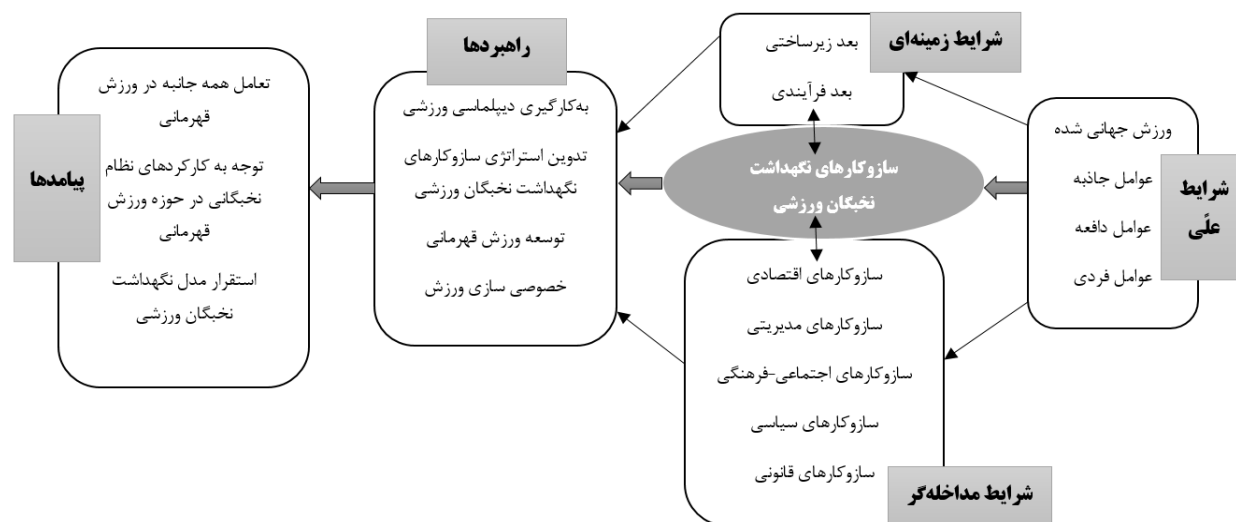 شرایط علّی
ورزش جهانی شده
عوامل جاذبه
عوامل دافعه
عوامل فردی
شرایط زمینه‌ای
بعد زیرساختی
بعد فرآیندی
سازوکارهای نگهداشت
نخبگان ورزشی
سازوکارهای اقتصادی
سازوکارهای مدیریتی
سازوکارهای اجتماعی-فرهنگی
سازوکارهای سیاسی
سازوکارهای قانونی
شرایط مداخله‌گر
راهبردها
به‌کارگیری دیپلماسی ورزشی
تدوین استراتژی سازوکارهای
نگهداشت نخبگان ورزشی
توسعه ورزش قهرمانی
خصوصی سازی ورزش
پیامدها
تعامل همه جانبه در ورزش
قهرمانی
توجه به کارکردهای نظام
نخبگانی در حوزه ورزش
قهرمانی
استقرار مدل نگهداشت
نخبگان ورزشی